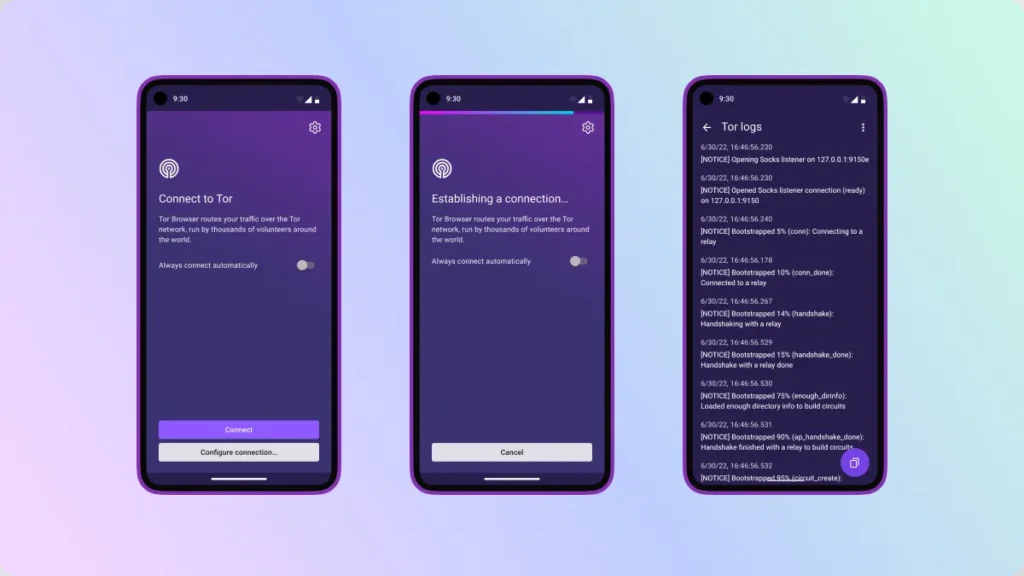 9:30
Connect to Tor
Tor Browser routes your traffic over the Tor
network, run by thousands of volunteers around
the world.
Always connect automatically
Connect
Configure connection...
9:30
Establishing a connection...
Tor Browser routes your traffic over the Tor
network, run by thousands of volunteers around
the world.
Always connect automatically
Cancel
9:30
Tor logs
6/30/22, 16:46:56.230
[NOTICE] Opening Socks listener on 127.0.0.1:9150e
6/30/22, 16:46:56.230
[NOTICE] Opened Socks listener connection (ready)
on 127.0.0.1:9150
6/30/22, 16:46:56.240
[NOTICE] Bootstrapped 5% (conn): Connecting to a
relay
6/30/22, 16:46:56.178
[NOTICE] Bootstrapped 10% (conn_done):
Connected to a relay
6/30/22, 16:46:56.267
[NOTICE] Bootstrapped 14% (handshake):
Handshaking with a relay
6/30/22, 16:46:56.529
[NOTICE] Bootstrapped 15% (handshake_done):
Handshake with a relay done
6/30/22, 16:46:56.530
[NOTICE] Bootstrapped 75% (enough_dirinfo):
Loaded enough directory info to build circuits
6/30/22, 16:46:56.531
[NOTICE] Bootstrapped 90% (ap_handshake_done):
Handshake finished with a relay to build circuits
6/30/22, 16:46:56.532
[NOTICE] Bootstrapped 95% (circuit_create):